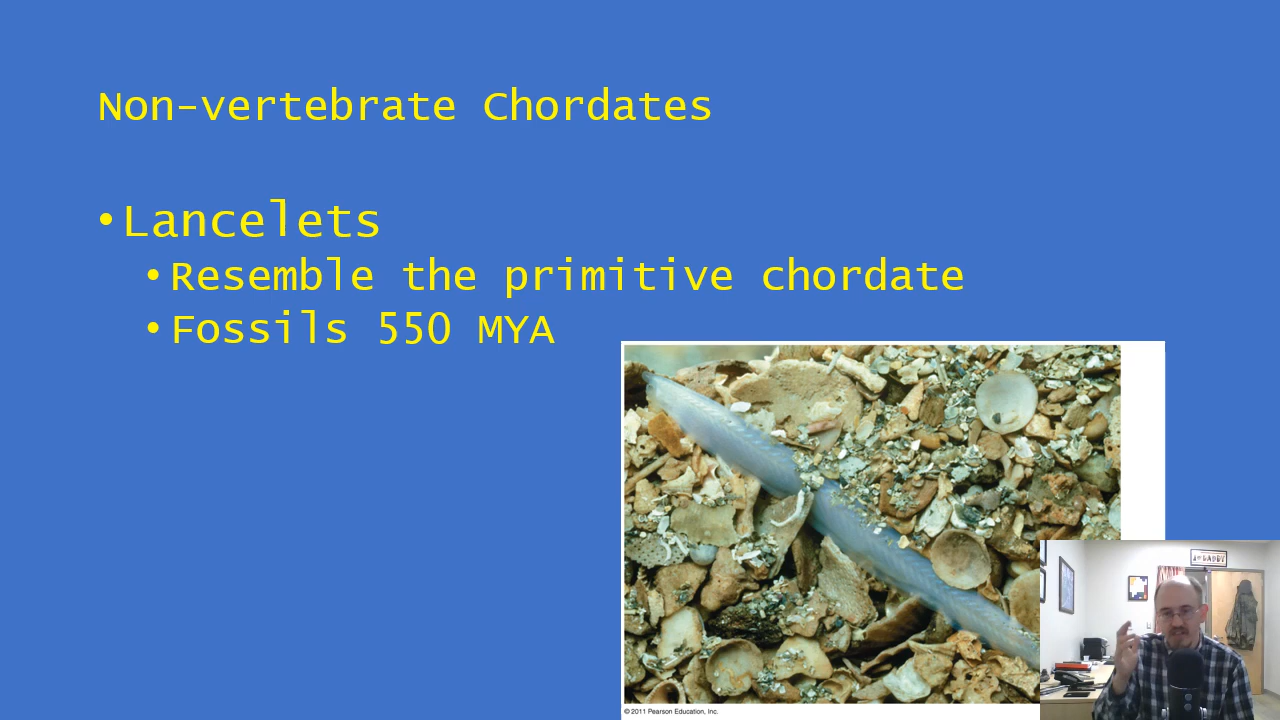 Non-vertebrate Chordates
•Lancelets
•Resemble the primitive chordate
•Fossils 550 MYA
© 2011 Pearson Education, Inc.